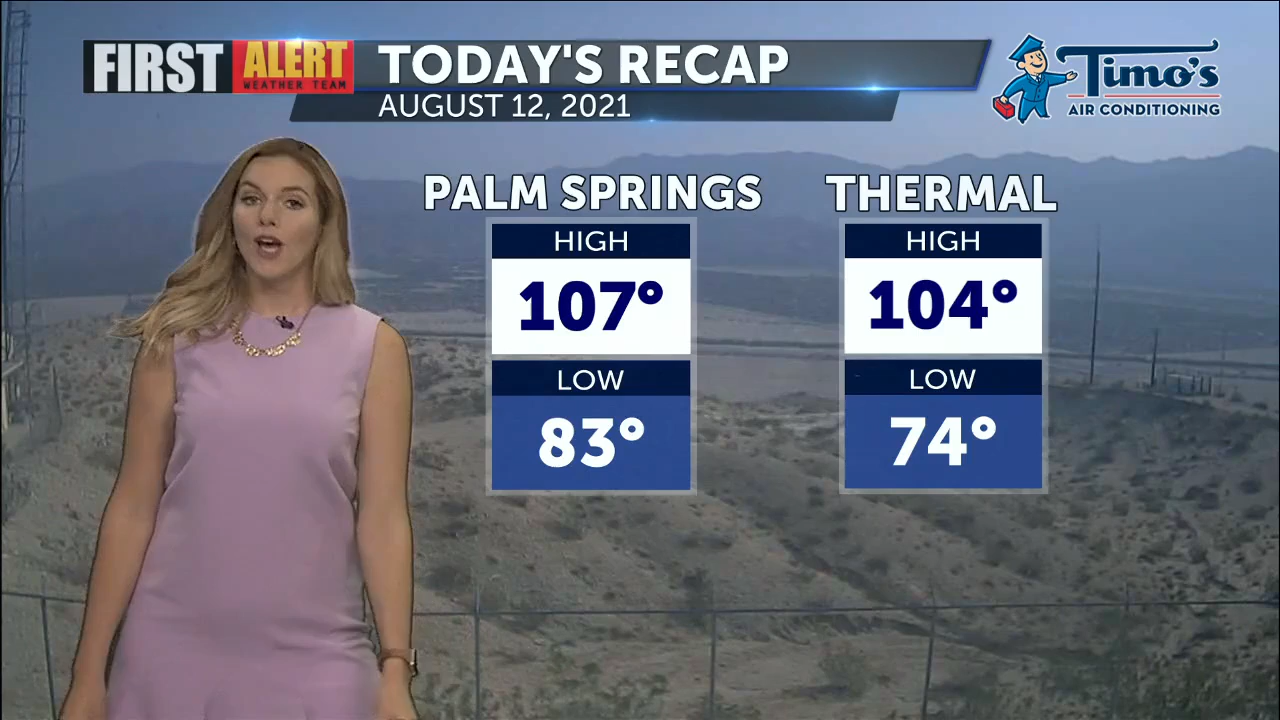 FIRST ALERT
WEATHER TEAM
TODAY'S RECAP
AUGUST 12, 2021
Timo's
AIR CONDITIONING
PALM SPRINGS
HIGH
107°
LOW
83°
THERMAL
HIGH
104°
LOW
74°